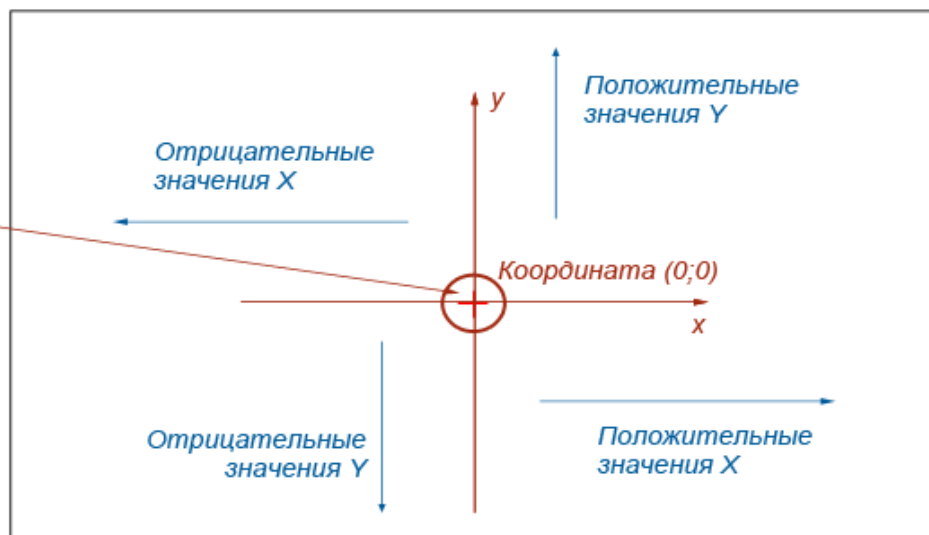 y
Положительные
значения Y
Отрицательные
значения X
Координата (0;0)
x
Отрицательные
значения Y
Положительные
значения X